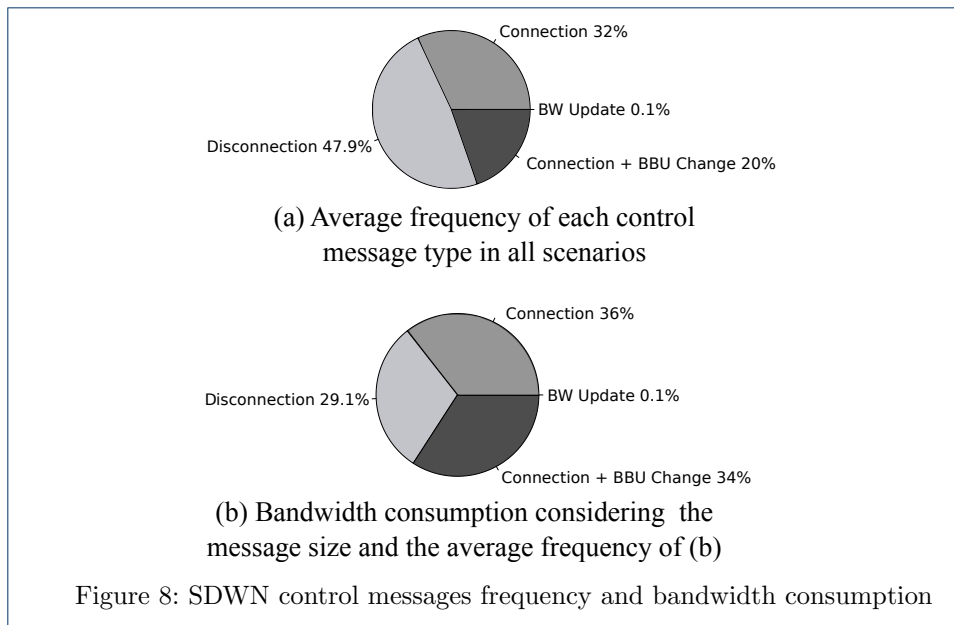 Connection 32%
BW Update 0.1%
Disconnection 47.9%
Connection + BBU Change 20%
(a) Average frequency of each control
message type in all scenarios
Connection 36%
BW Update 0.1%
Disconnection 29.1%
Connection + BBU Change 34%
(b) Bandwidth consumption considering the
message size and the average frequency of (b)
Figure 8: SDWN control messages frequency and bandwidth consumption